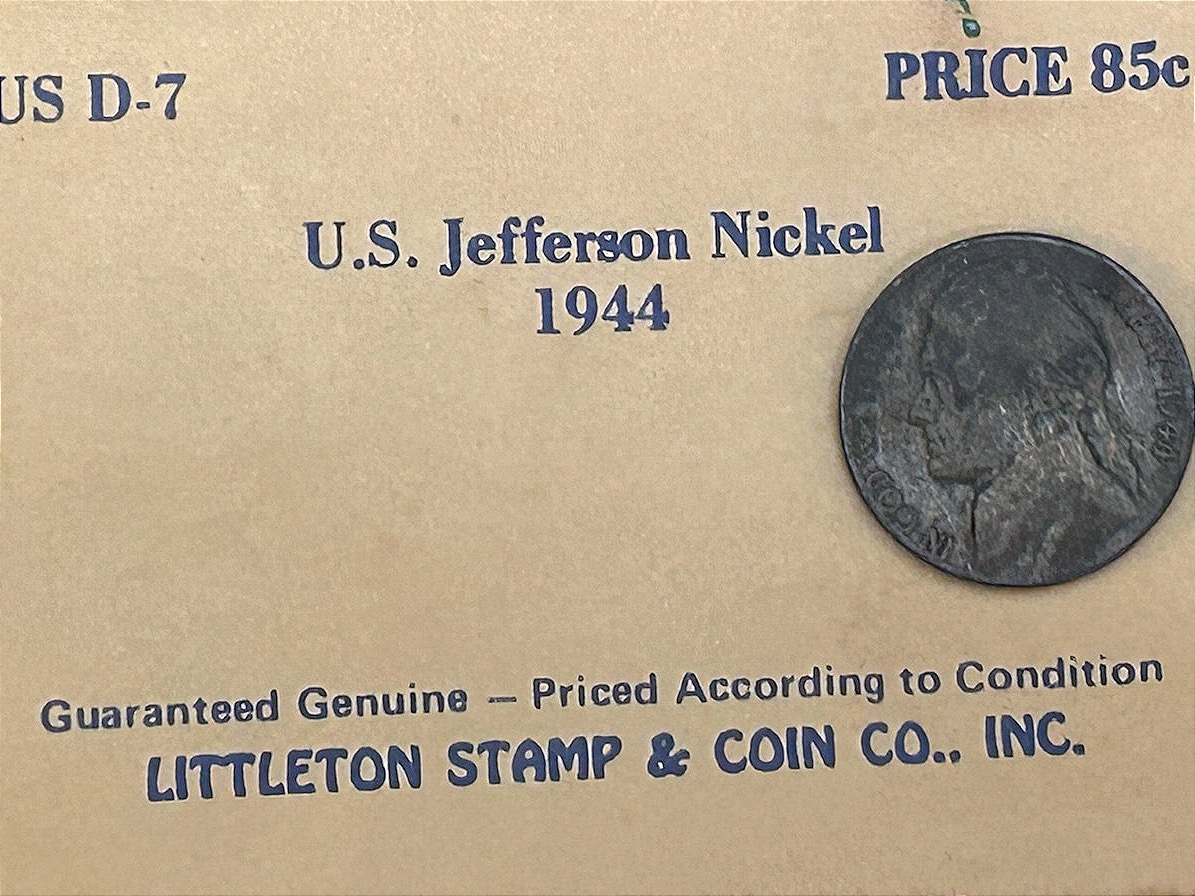 US D-7
PRICE 85c
U.S. Jefferson Nickel
1944
Guaranteed Genuine — Priced According to Condition
LITTLETON STAMP & COIN CO., INC.